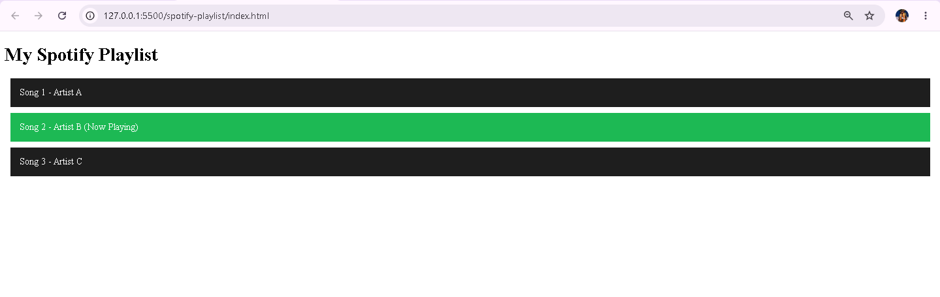 127.0.0.1:5500/spotify-playlist/index.html
My Spotify Playlist
Song 1 - Artist A
Song 2 - Artist B (Now Playing)
Song 3 - Artist C